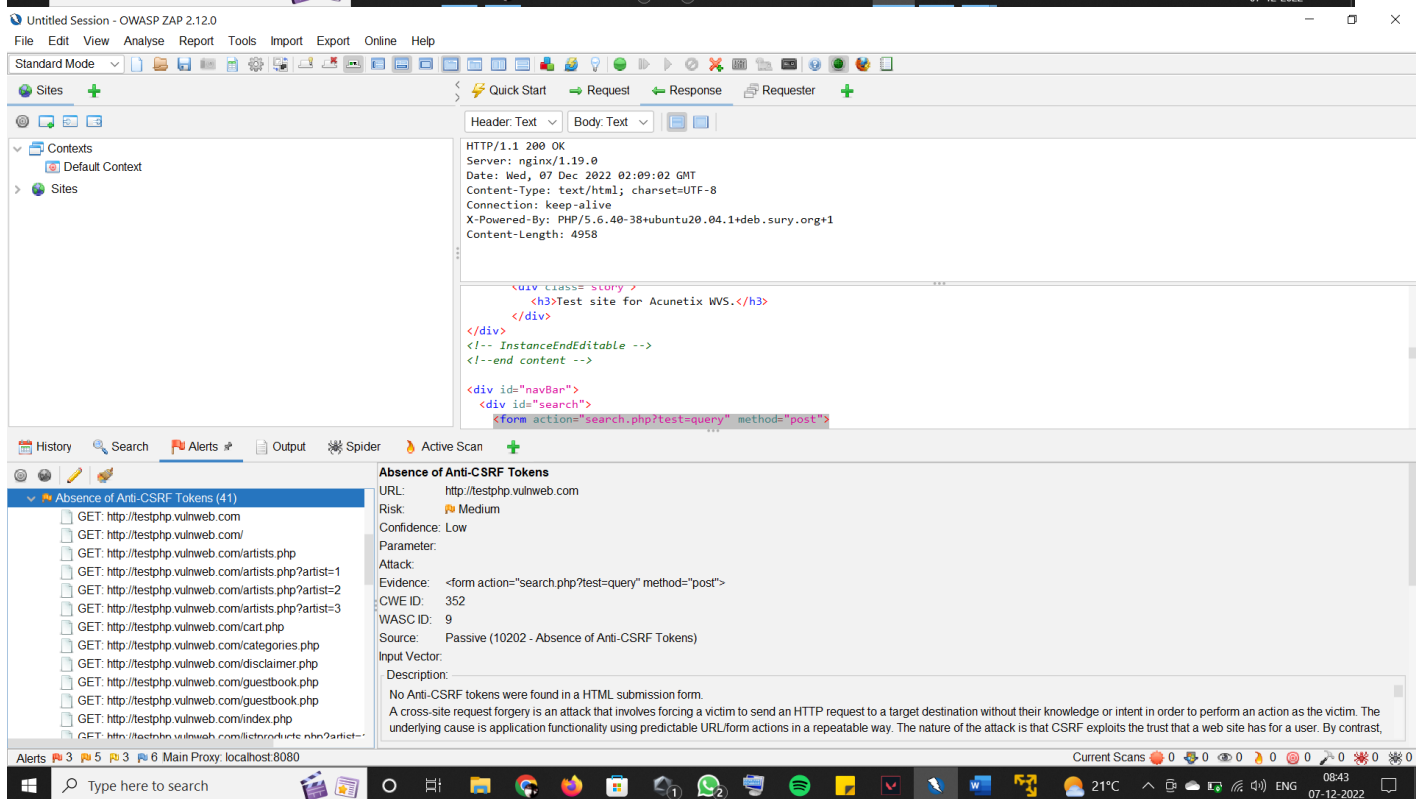 07-12-2022
Untitled Session - OWASP ZAP 2.12.0
File Edit View Analyse Report Tools Import Export Online Help
Standard Mode
Sites
Quick Start Request Response Requester
Header: Text Body: Text
Contexts
Default Context
Sites
HTTP/1.1 200 OK
Server: nginx/1.19.0
Date: Wed, 07 Dec 2022 02:09:02 GMT
Content-Type: text/html; charset=UTF-8
Connection: keep-alive
X-Powered-By: PHP/5.6.40-38+ubuntu20.04.1+deb.sury.org+1
Content-Length: 4958
<div class="story">
<h3>Test site for Acunetix WVS.</h3>
</div>
</div>
<!-- InstanceEndEditable -->
<!--end content -->
<div id="navBar">
<div id="search">
<form action="search.php?test=query" method="post">
History Search Alerts Output Spider Active Scan
Absence of Anti-CSRF Tokens (41)
GET: http://testphp.vulnweb.com
GET: http://testphp.vulnweb.com/
GET: http://testphp.vulnweb.com/artists.php
GET: http://testphp.vulnweb.com/artists.php?artist=1
GET: http://testphp.vulnweb.com/artists.php?artist=2
GET: http://testphp.vulnweb.com/artists.php?artist=3
GET: http://testphp.vulnweb.com/cart.php
GET: http://testphp.vulnweb.com/categories.php
GET: http://testphp.vulnweb.com/disclaimer.php
GET: http://testphp.vulnweb.com/guestbook.php
GET: http://testphp.vulnweb.com/guestbook.php
GET: http://testphp.vulnweb.com/index.php
GET: http://testphp.vulnweb.com/listproducts.php?artist=
Absence of Anti-CSRF Tokens
URL: http://testphp.vulnweb.com
Risk: Medium
Confidence: Low
Parameter:
Attack:
Evidence: <form action="search.php?test=query" method="post">
CWE ID: 352
WASC ID: 9
Source: Passive (10202 - Absence of Anti-CSRF Tokens)
Input Vector:
Description:
No Anti-CSRF tokens were found in a HTML submission form.
A cross-site request forgery is an attack that involves forcing a victim to send an HTTP request to a target destination without their knowledge or intent in order to perform an action as the victim. The
underlying cause is application functionality using predictable URL/form actions in a repeatable way. The nature of the attack is that CSRF exploits the trust that a web site has for a user. By contrast,
Alerts 3 5 3 6 Main Proxy: localhost:8080
Current Scans 0 0 0 0 0 0 0 0
Type here to search
21°C ENG
08:43
07-12-2022